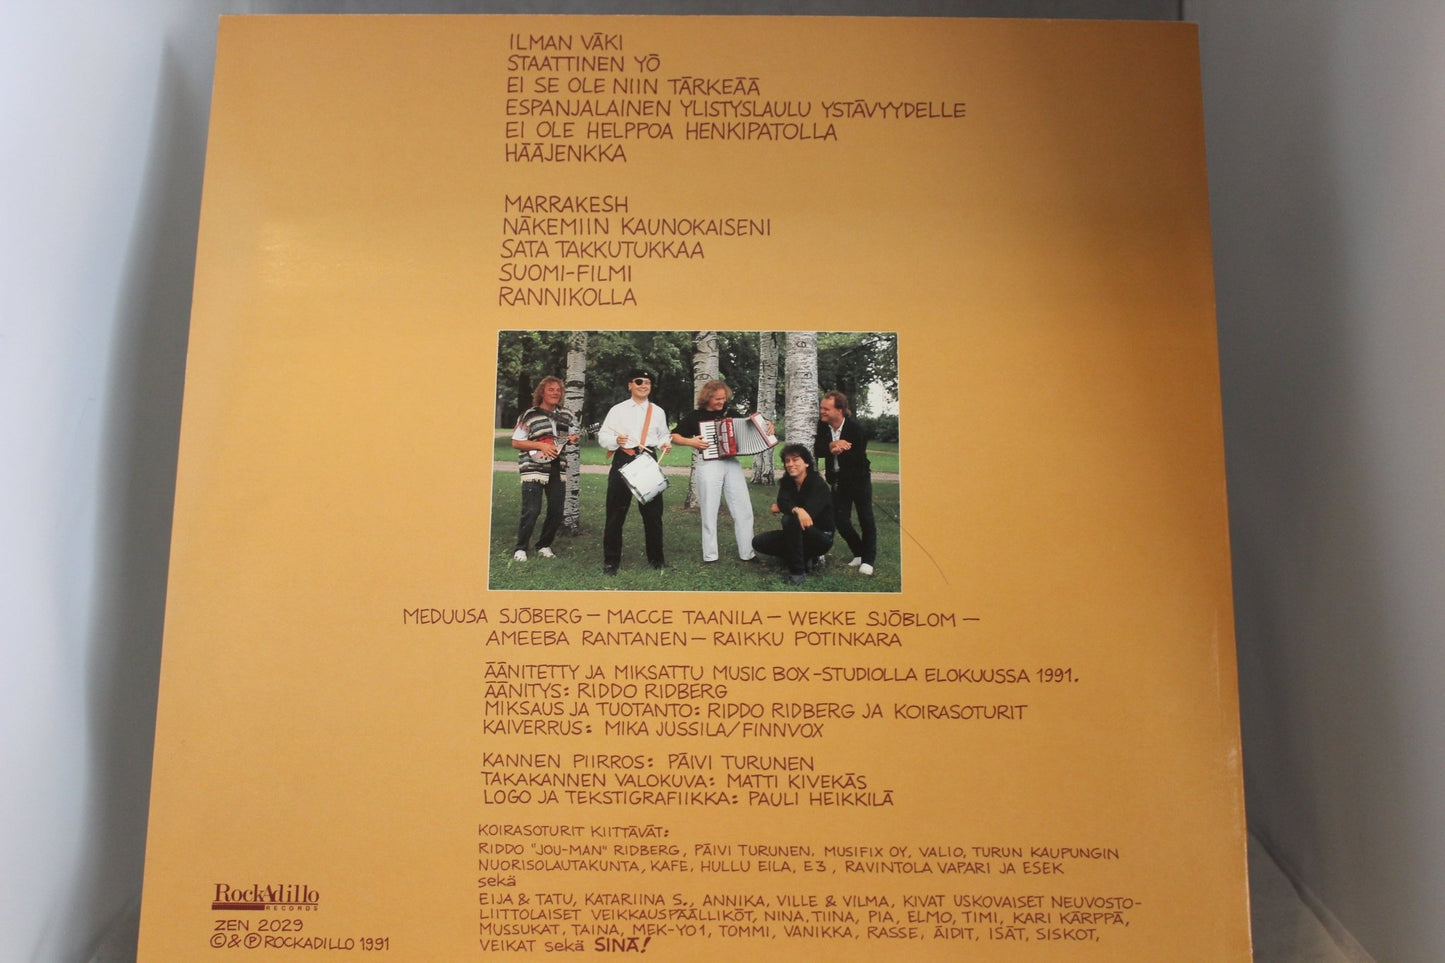 ILMAN VÄKI
STAATTINEN YÖ
EI SE OLE NIIN TÄRKEÄÄ
ESPANJALAINEN YLISTYSLAULU YSTÄVYYDELLE
EI OLE HELPPOA HENKIPATOLLA
HÄÄJENKKA
MARRAKESH
NÄKEMIIN KAUNOKAISENI
SATA TAKKUTUKKAA
SUOMI-FILMI
RANNIKOLLA
MEDUUSA SJÖBERG – MACCE TAANILA – WEKKE SJÖBLOM –
AMEEBA RANTANEN – RAIKKU POTINKARA
ÄÄNITETTY JA MIKSATTU MUSIC BOX-STUDIOLLA ELOKUUSSA 1991.
ÄÄNITYS: RIDDO RIDBERG
MIKSAUS JA TUOTANTO: RIDDO RIDBERG JA KOIRASOTURIT
KAIVERRUS: MIKA JUSSILA/FINNVOX
KANNEN PIIRROS: PÄIVI TURUNEN
TAKAKANNEN VALOKUVA: MATTI KIVEKÄS
LOGO JA TEKSTIGRAFIIKKA: PAULI HEIKKILÄ
KOIRASOTURIT KIITTÄVÄT:
RIDDO "JOU-MAN" RIDBERG, PÄIVI TURUNEN, MUSIFIX OY, VALIO, TURUN KAUPUNGIN
NUORISOLAUTAKUNTA, KAFE, HULLU EILA, E3, RAVINTOLA VAPARI JA ESEK
sekä
EIJA & TATU, KATARIINA S., ANNIKA, VILLE & VILMA, KIVAT USKOVAISET NEUVOSTO-
LIITTOLAISET VEIKKAUSPÄÄLLIKÖT, NINA, TIINA, PIA, ELMO, TIMI, KARI KÄRPPÄ,
MUSSUKAT, TAINA, MEK-YO1, TOMMI, VANIKKA, RASSE, ÄIDIT, ISÄT, SISKOT,
VEIKAT sekä SINÄ!
RockAdillo
RECORDS
ZEN 2029
©&℗ ROCKADILLO 1991